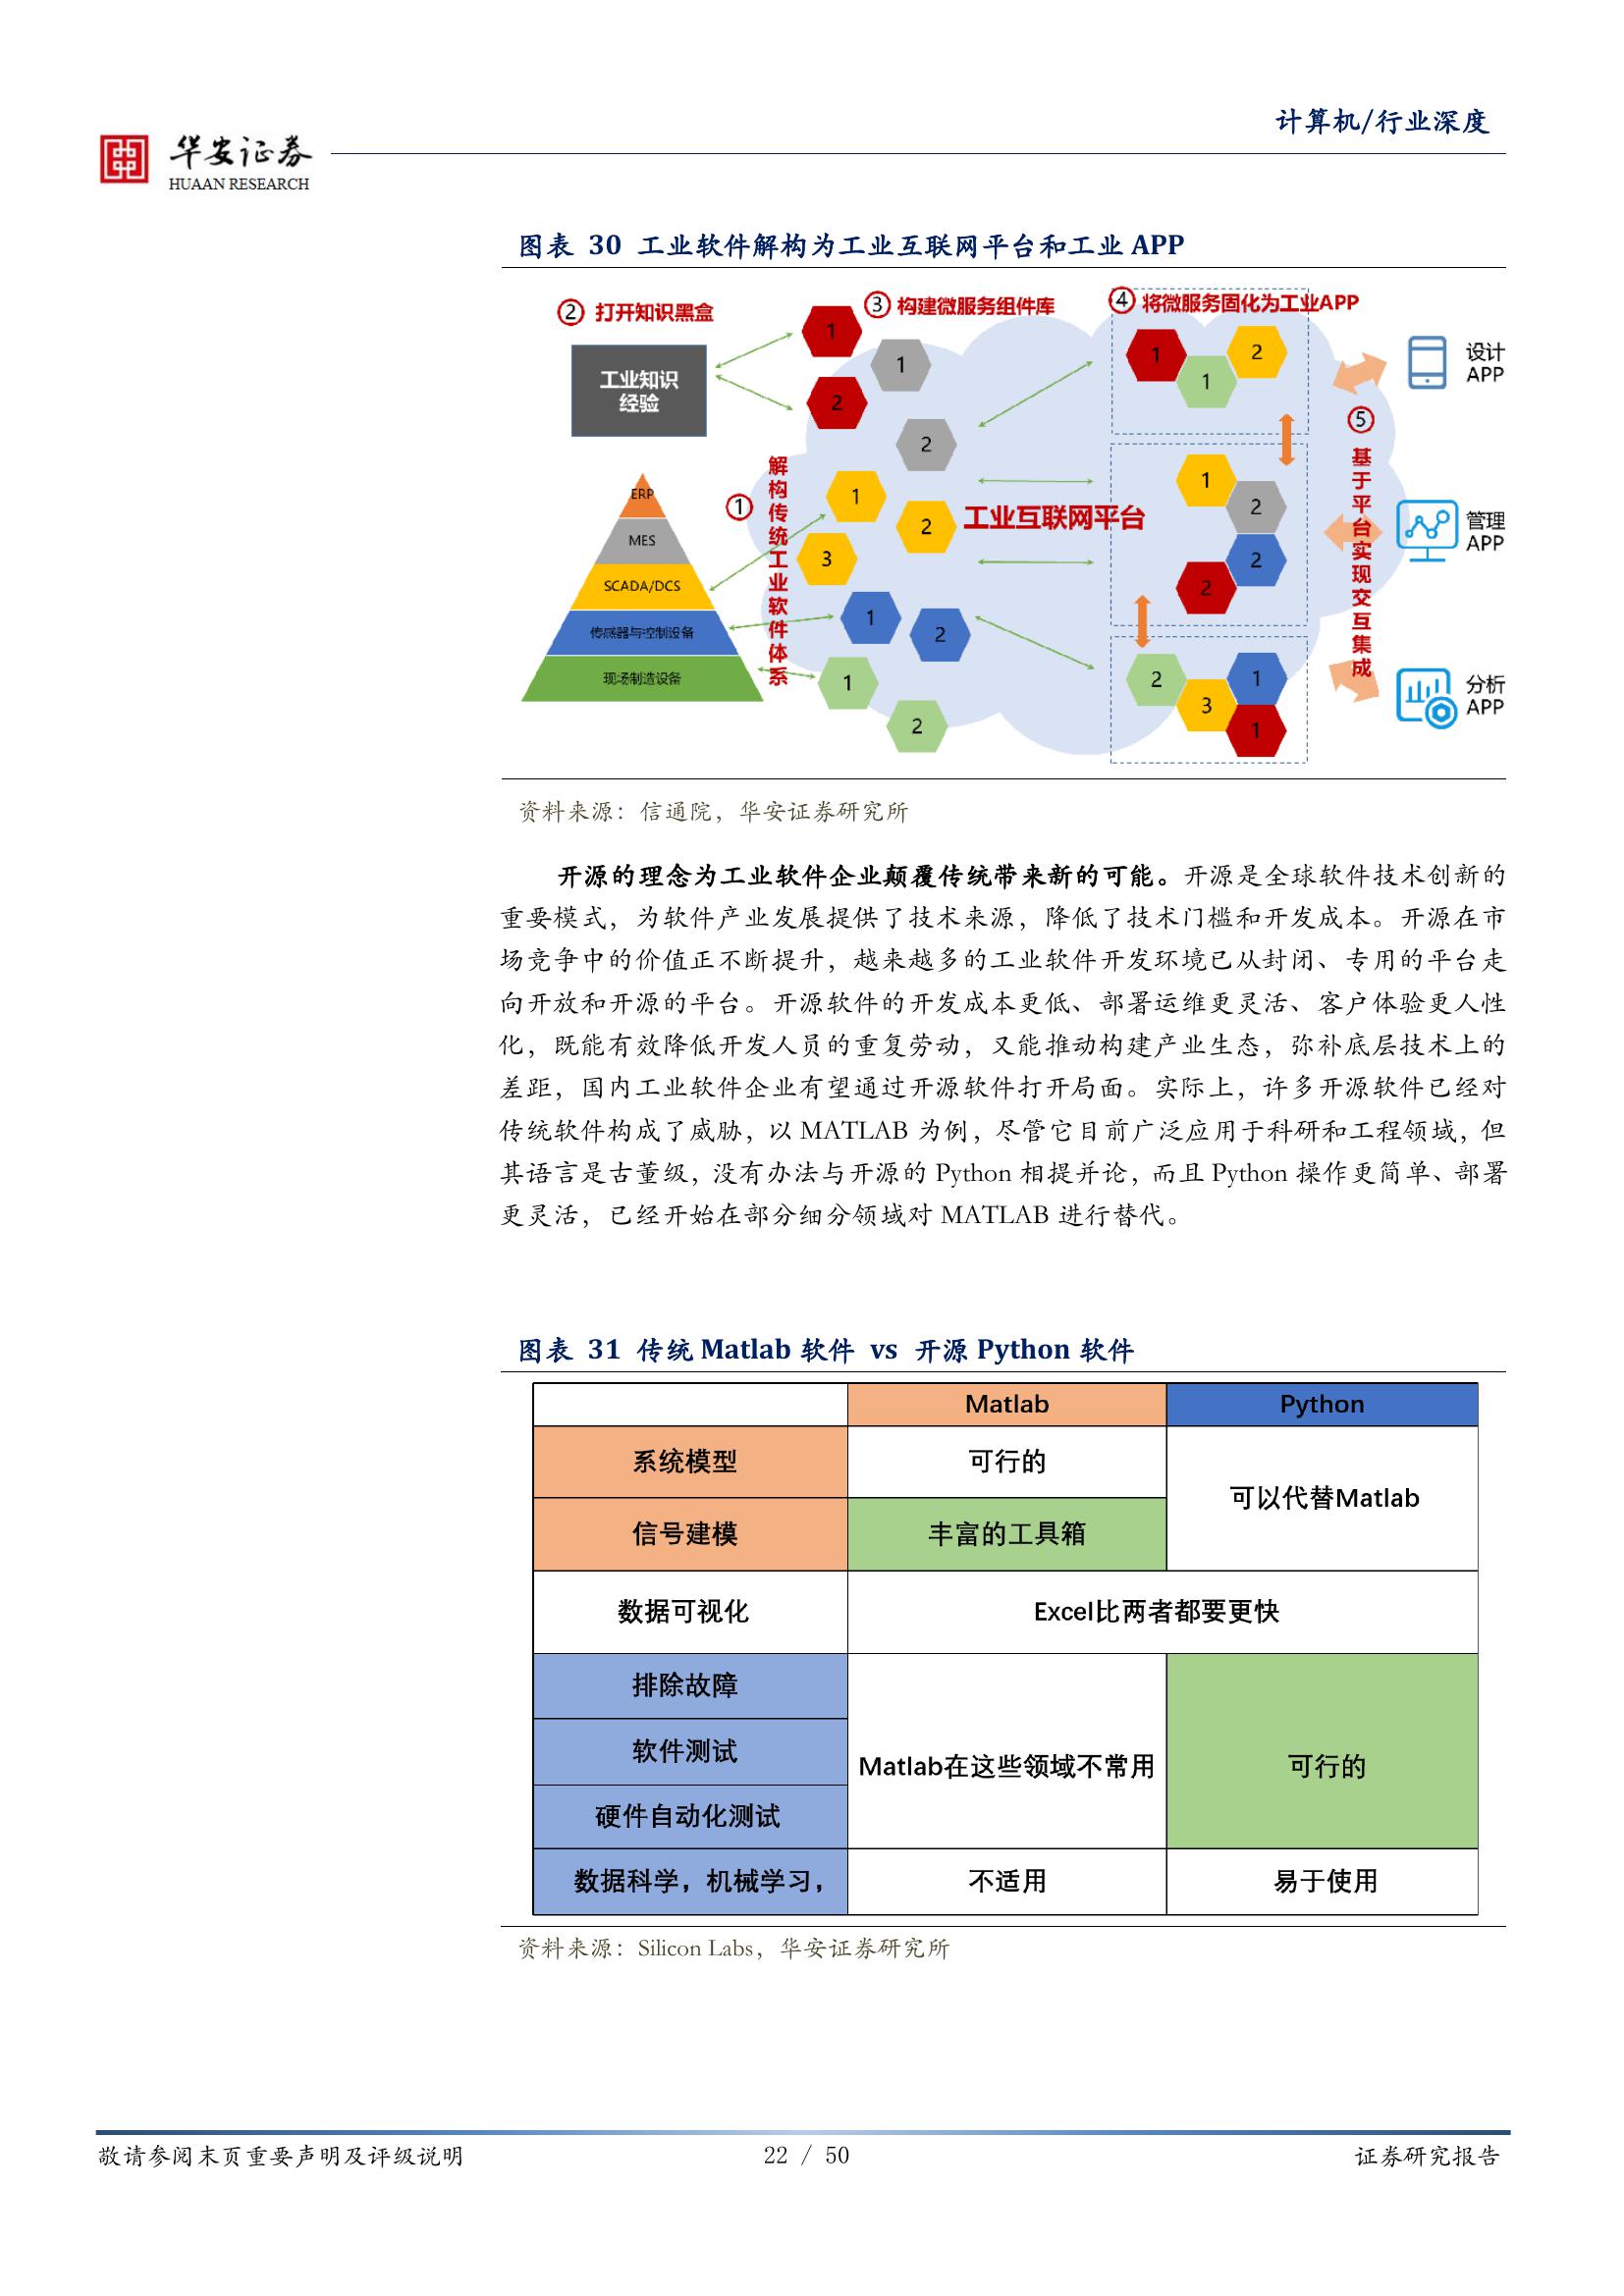 计算机/行业深度
华安证券
HUAAN RESEARCH
图表 30 工业软件解构为工业互联网平台和工业 APP
② 打开知识黑盒
③ 构建微服务组件库
④ 将微服务固化为工业APP
工业知识
经验
1
1
2
2
1
2
3
1
2
1
2
ERP
MES
SCADA/DCS
传感器与控制设备
现场制造设备
①
解构传统工业软件体系
工业互联网平台
1
2
1
1
2
2
2
2
1
3
1
⑤
基于平台实现交互集成
设计
APP
管理
APP
分析
APP
资料来源：信通院，华安证券研究所
开源的理念为工业软件企业颠覆传统带来新的可能。开源是全球软件技术创新的
重要模式，为软件产业发展提供了技术来源，降低了技术门槛和开发成本。开源在市
场竞争中的价值正不断提升，越来越多的工业软件开发环境已从封闭、专用的平台走
向开放和开源的平台。开源软件的开发成本更低、部署运维更灵活、客户体验更人性
化，既能有效降低开发人员的重复劳动，又能推动构建产业生态，弥补底层技术上的
差距，国内工业软件企业有望通过开源软件打开局面。实际上，许多开源软件已经对
传统软件构成了威胁，以 MATLAB 为例，尽管它目前广泛应用于科研和工程领域，但
其语言是古董级，没有办法与开源的 Python 相提并论，而且 Python 操作更简单、部署
更灵活，已经开始在部分细分领域对 MATLAB 进行替代。
图表 31 传统 Matlab 软件 vs 开源 Python 软件
Matlab
Python
系统模型
可行的
可以代替Matlab
信号建模
丰富的工具箱
数据可视化
Excel比两者都要更快
排除故障
软件测试
Matlab在这些领域不常用
可行的
硬件自动化测试
数据科学，机械学习，
不适用
易于使用
资料来源：Silicon Labs，华安证券研究所
敬请参阅末页重要声明及评级说明
22 / 50
证券研究报告